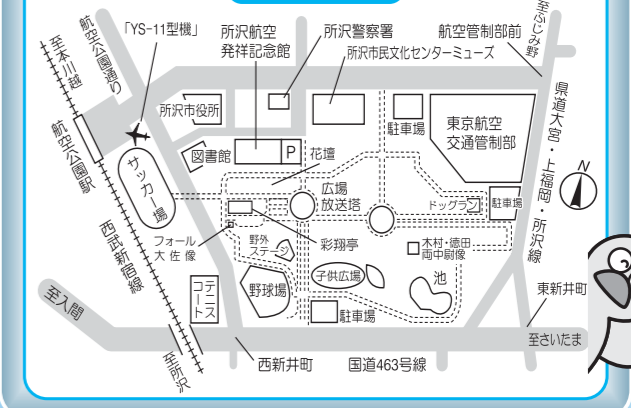 至本川越
航空公園通り
「YS-11型機」
所沢航空
発祥記念館
所沢警察署
所沢市民文化センターミューズ
航空管制部前
至ふじみ野
県道大宮・上福岡・所沢線
所沢市役所
駐車場
東京航空
交通管制部
航空公園駅
サッカー場
図書館
P
花壇
広場
放送塔
ドッグラン
駐車場
N
西武新宿線
フォール
大佐像
野外
ステージ
彩翔亭
木村・徳田
両中尉像
テニス
コート
野球場
子供広場
池
駐車場
東新井町
至入間
至さいたま
至所沢
西新井町
国道463号線